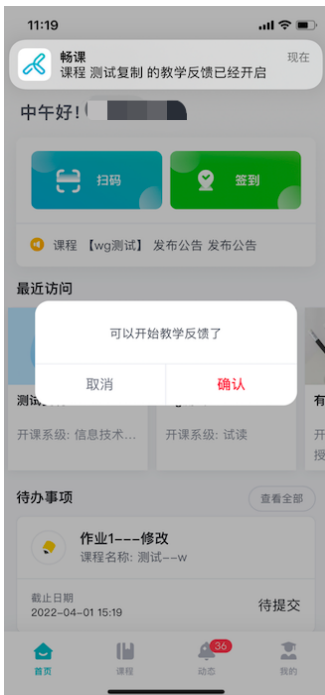 11:19
畅课
现在
课程 测试复制 的教学反馈已经开启
中午好!
扫码
签到
课程 【wg测试】 发布公告 发布公告
最近访问
可以开始教学反馈了
取消
确认
测试
有
开课系级: 信息技术...
开课系级: 试读
开
授
待办事项
查看全部
作业1---修改
课程名称: 测试--w
截止日期
2022-04-01 15:19
待提交
36
首页
课程
动态
我的